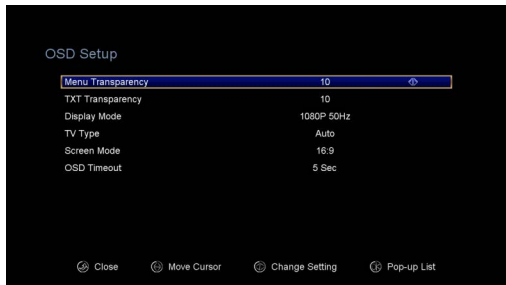 OSD Setup
Menu Transparency 10
TXT Transparency 10
Display Mode 1080P 50Hz
TV Type Auto
Screen Mode 16:9
OSD Timeout 5 Sec
Close Move Cursor Change Setting Pop-up List